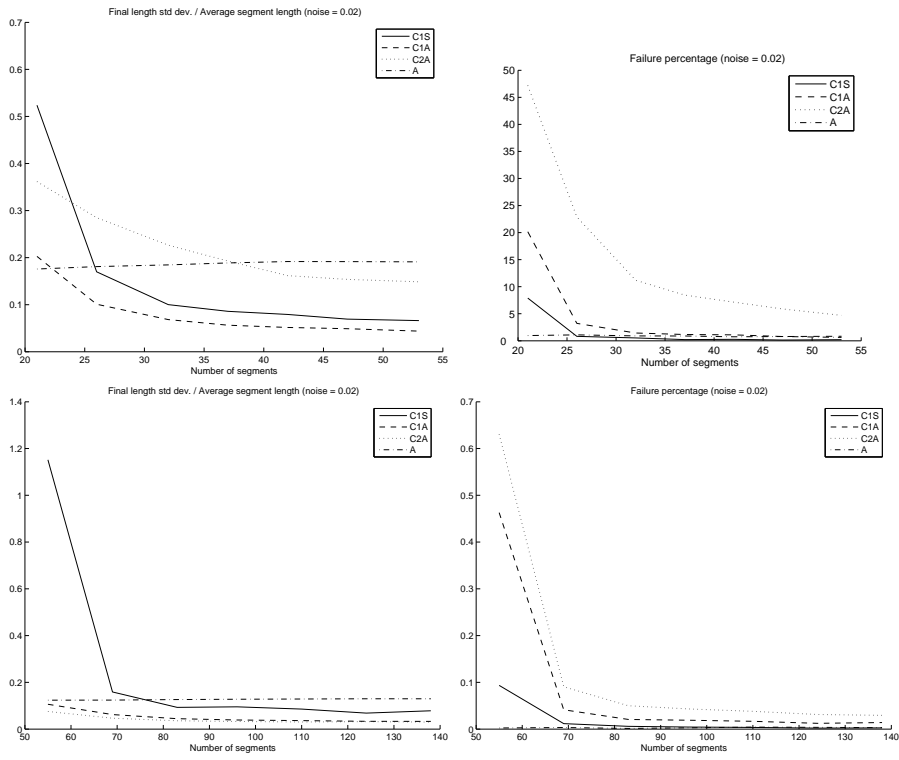 Final length std dev. / Average segment length (noise = 0.02)
0.7
0.6
0.5
0.4
0.3
0.2
0.1
0
20 25 30 35 40 45 50 55
Number of segments
C1S
C1A
C2A
A
Failure percentage (noise = 0.02)
50
45
40
35
30
25
20
15
10
5
0
20 25 30 35 40 45 50 55
Number of segments
C1S
C1A
C2A
A
Final length std dev. / Average segment length (noise = 0.02)
1.4
1.2
1
0.8
0.6
0.4
0.2
0
50 60 70 80 90 100 110 120 130 140
Number of segments
C1S
C1A
C2A
A
Failure percentage (noise = 0.02)
0.7
0.6
0.5
0.4
0.3
0.2
0.1
0
50 60 70 80 90 100 110 120 130 140
Number of segments
C1S
C1A
C2A
A